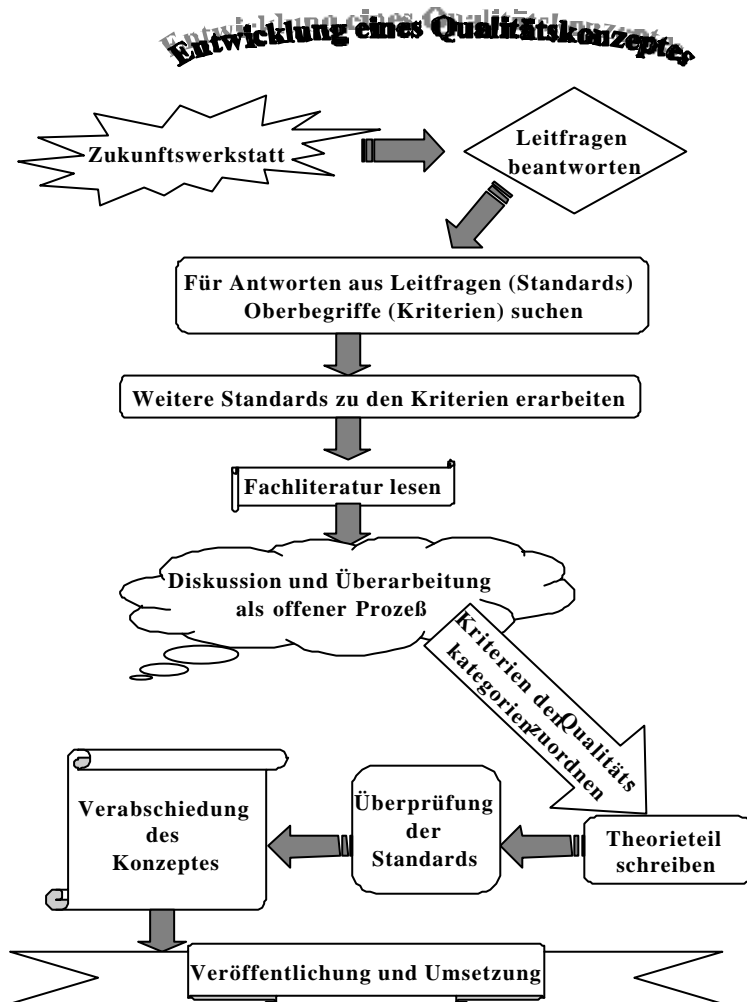 Entwicklung eines Qualitätskonzeptes
Zukunftswerkstatt
Leitfragen
beantworten
Für Antworten aus Leitfragen (Standards)
Oberbegriffe (Kriterien) suchen
Weitere Standards zu den Kriterien erarbeiten
Fachliteratur lesen
Diskussion und Überarbeitung
als offener Prozeß
Kriterien den Qualitäts
kategorien zuordnen
Theorieteil
schreiben
Überprüfung
der
Standards
Verabschiedung
des
Konzeptes
Veröffentlichung und Umsetzung